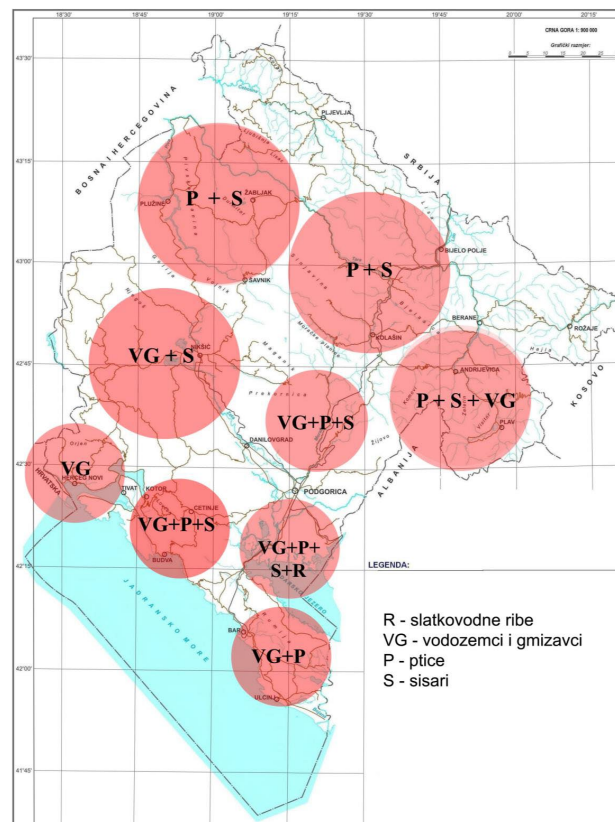 18°30' 18°45' 19°00' 19°15' 19°30' 19°45' 20°00' 20°15'
CRNA GORA 1: 900 000
Grafički razmjer:
43°30'
PLJEVLJA
BOSNA I HERCEGOVINA
SRBIJA
43°15'
P + S
ŽABLJAK
PLUŽINE
BIJELO POLJE
43°00'
P + S
ŠAVNIK
BERANE
ROŽAJE
KOLAŠIN
NIKŠIĆ
VG + S
42°45'
ANDRIJEVICA
P + S + VG
KOSOVO
VG+P+S
PLAV
DANILOVGRAD
42°30'
VG
HERCEG NOVI
HRVATSKA
ALBANIJA
TIVAT
KOTOR
PODGORICA
CETINJE
VG+P+S
VG+P+
S+R
BUDVA
42°15'
LEGENDA:
JADRANSKO MORE
R - slatkovodne ribe
VG - vodozemci i gmizavci
P - ptice
S - sisari
BAR
42°00'
VG+P
ULCINJ
41°45'